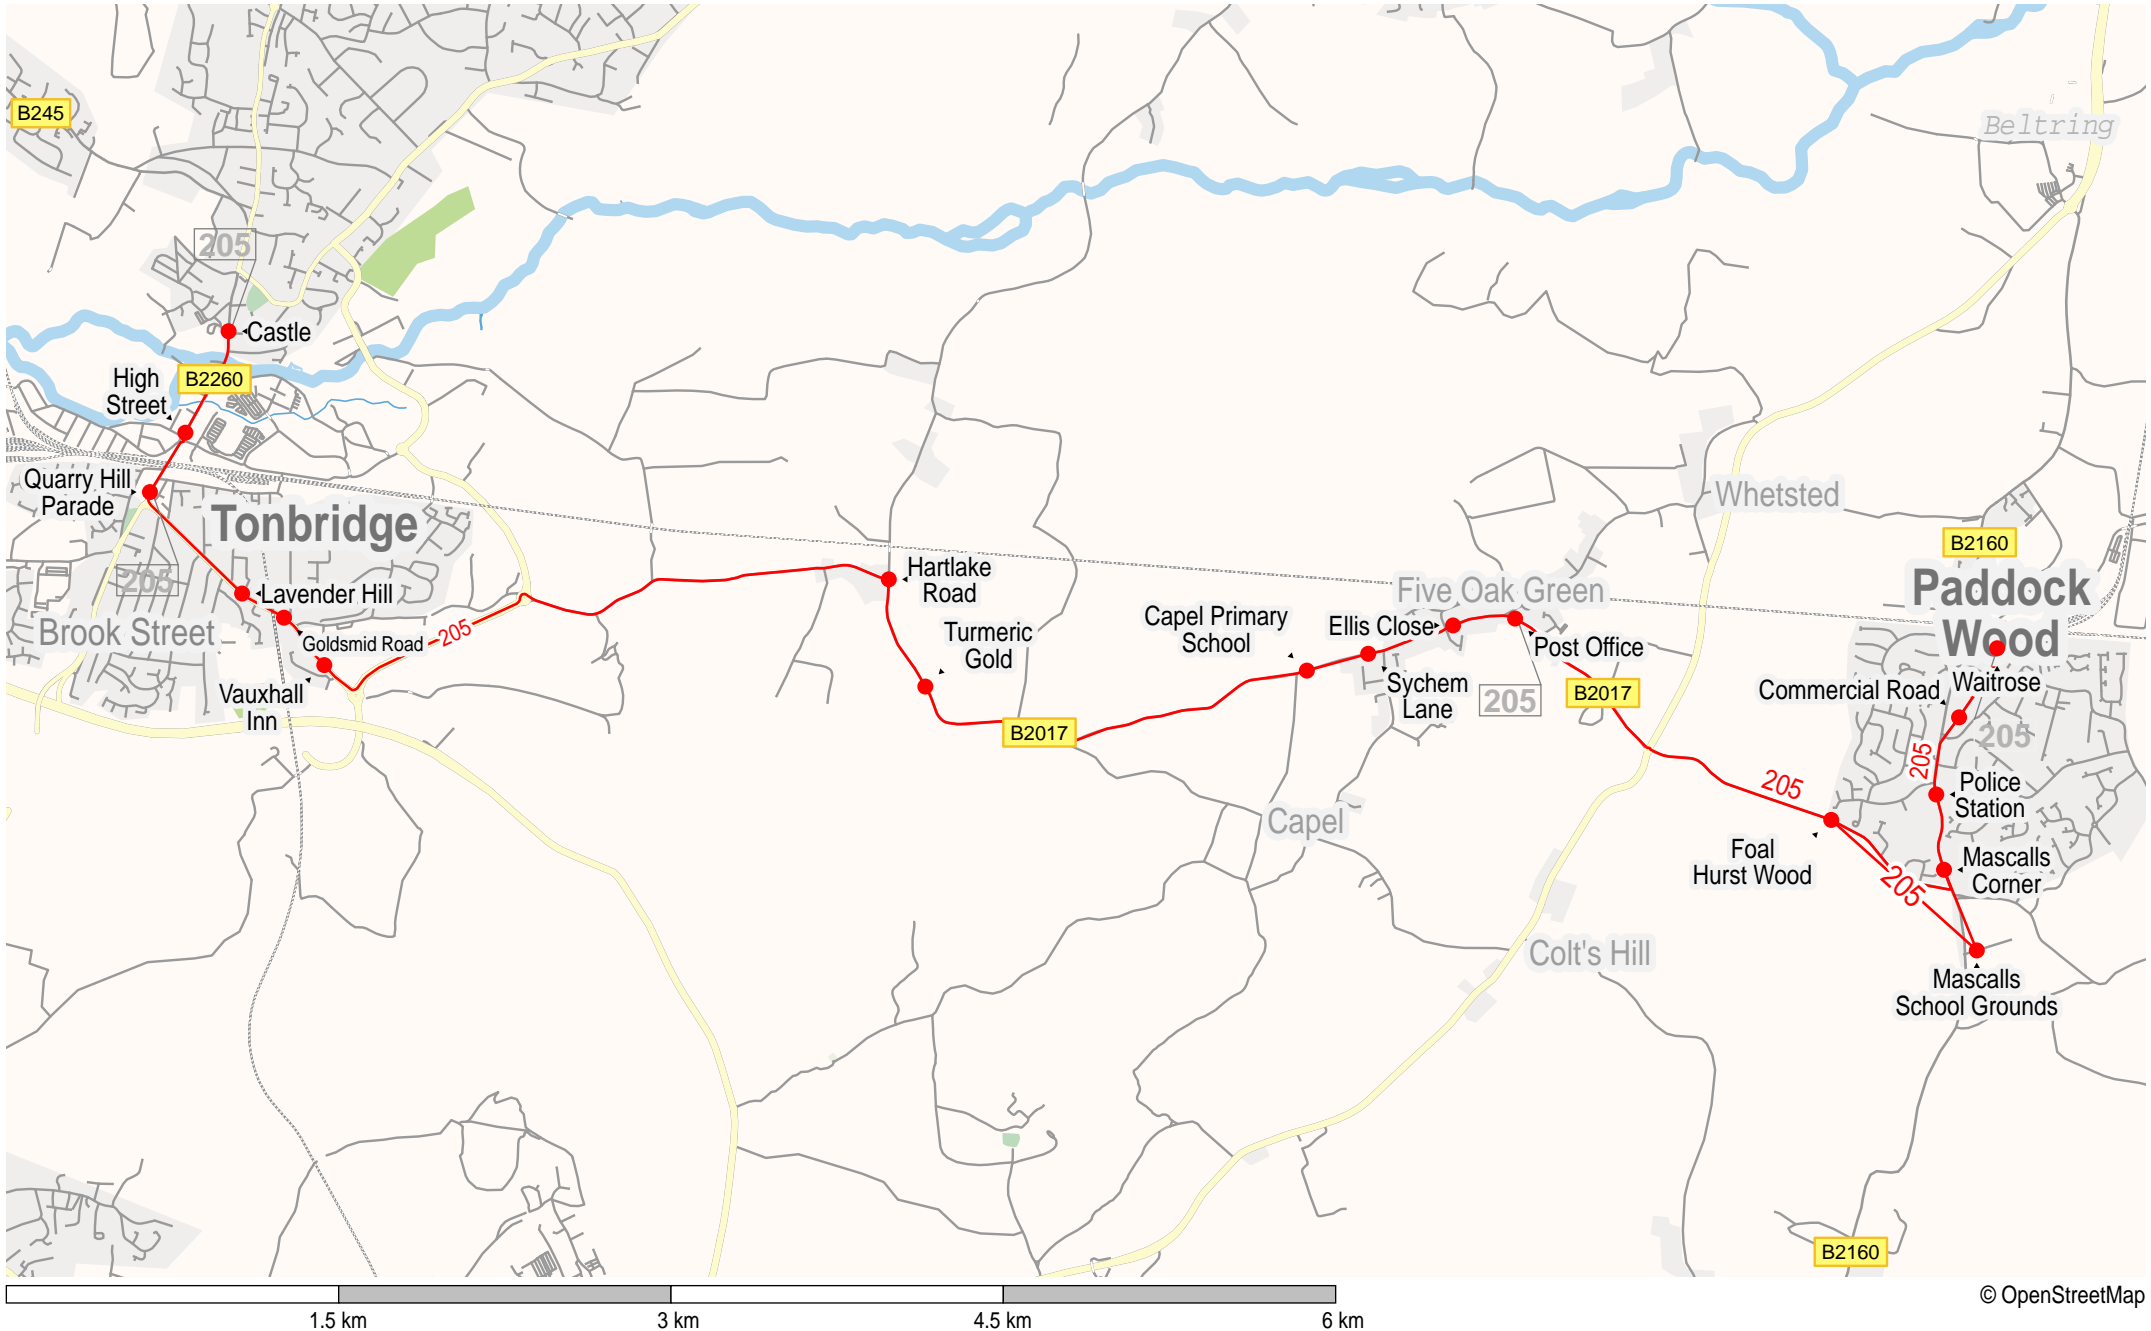 B245
Beltring
205
Castle
B2260
High
Street
Quarry Hill
Parade
Tonbridge
Whetsted
B2160
205
Lavender Hill
Brook Street
Goldsmid Road
205
Vauxhall
Inn
Hartlake
Road
Turmeric
Gold
Five Oak Green
Capel Primary
School
Ellis Close
Post Office
Sychem
Lane
205
B2017
B2017
Paddock
Wood
Commercial Road
Waitrose
205
205
205
Police
Station
Capel
Foal
Hurst Wood
205
Mascalls
Corner
Colt's Hill
Mascalls
School Grounds
B2160
© OpenStreetMap
1.5 km
3 km
4.5 km
6 km